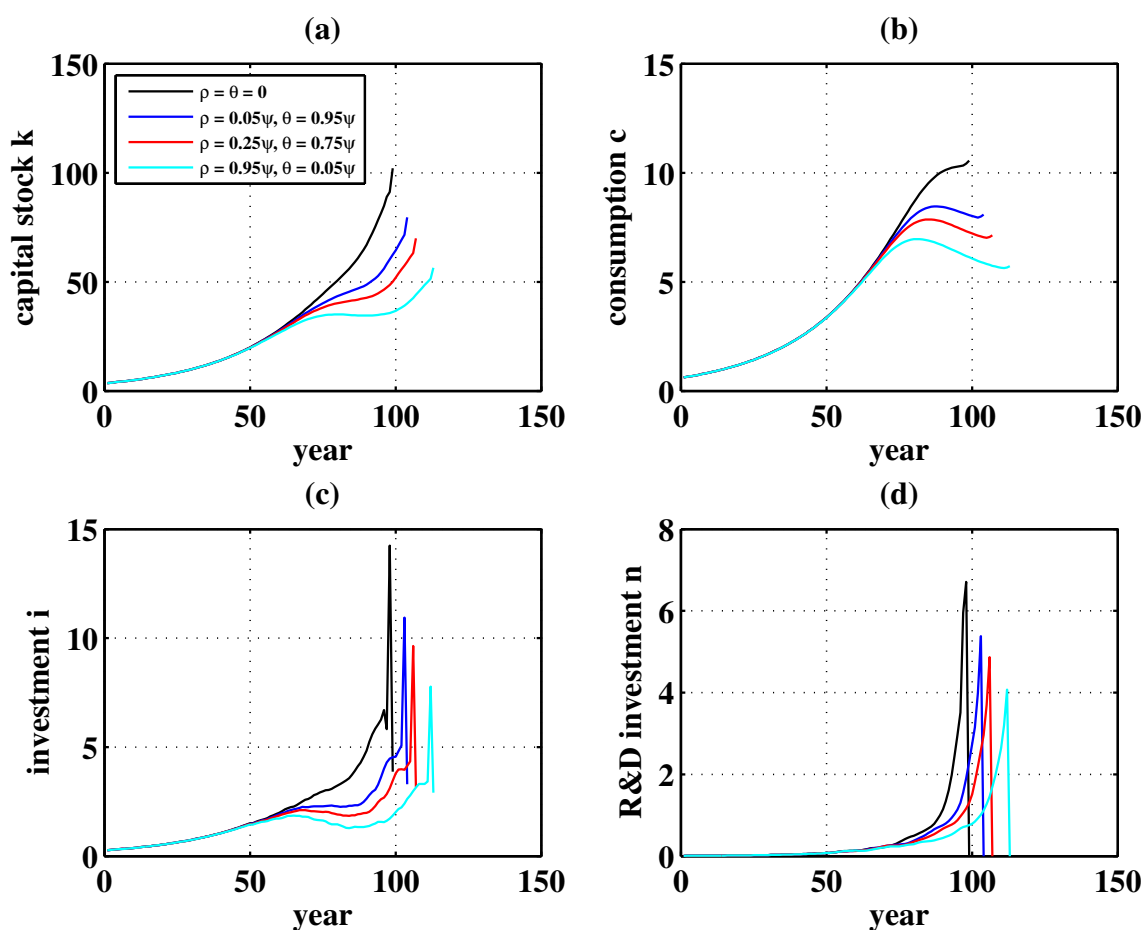 (a)
150
100
50
0
capital stock k
ρ = θ = 0
ρ = 0.05ψ, θ = 0.95ψ
ρ = 0.25ψ, θ = 0.75ψ
ρ = 0.95ψ, θ = 0.05ψ
0 50 100 150
year
(b)
15
10
5
0
consumption c
0 50 100 150
year
(c)
15
10
5
0
investment i
0 50 100 150
year
(d)
8
6
4
2
0
R&D investment n
0 50 100 150
year